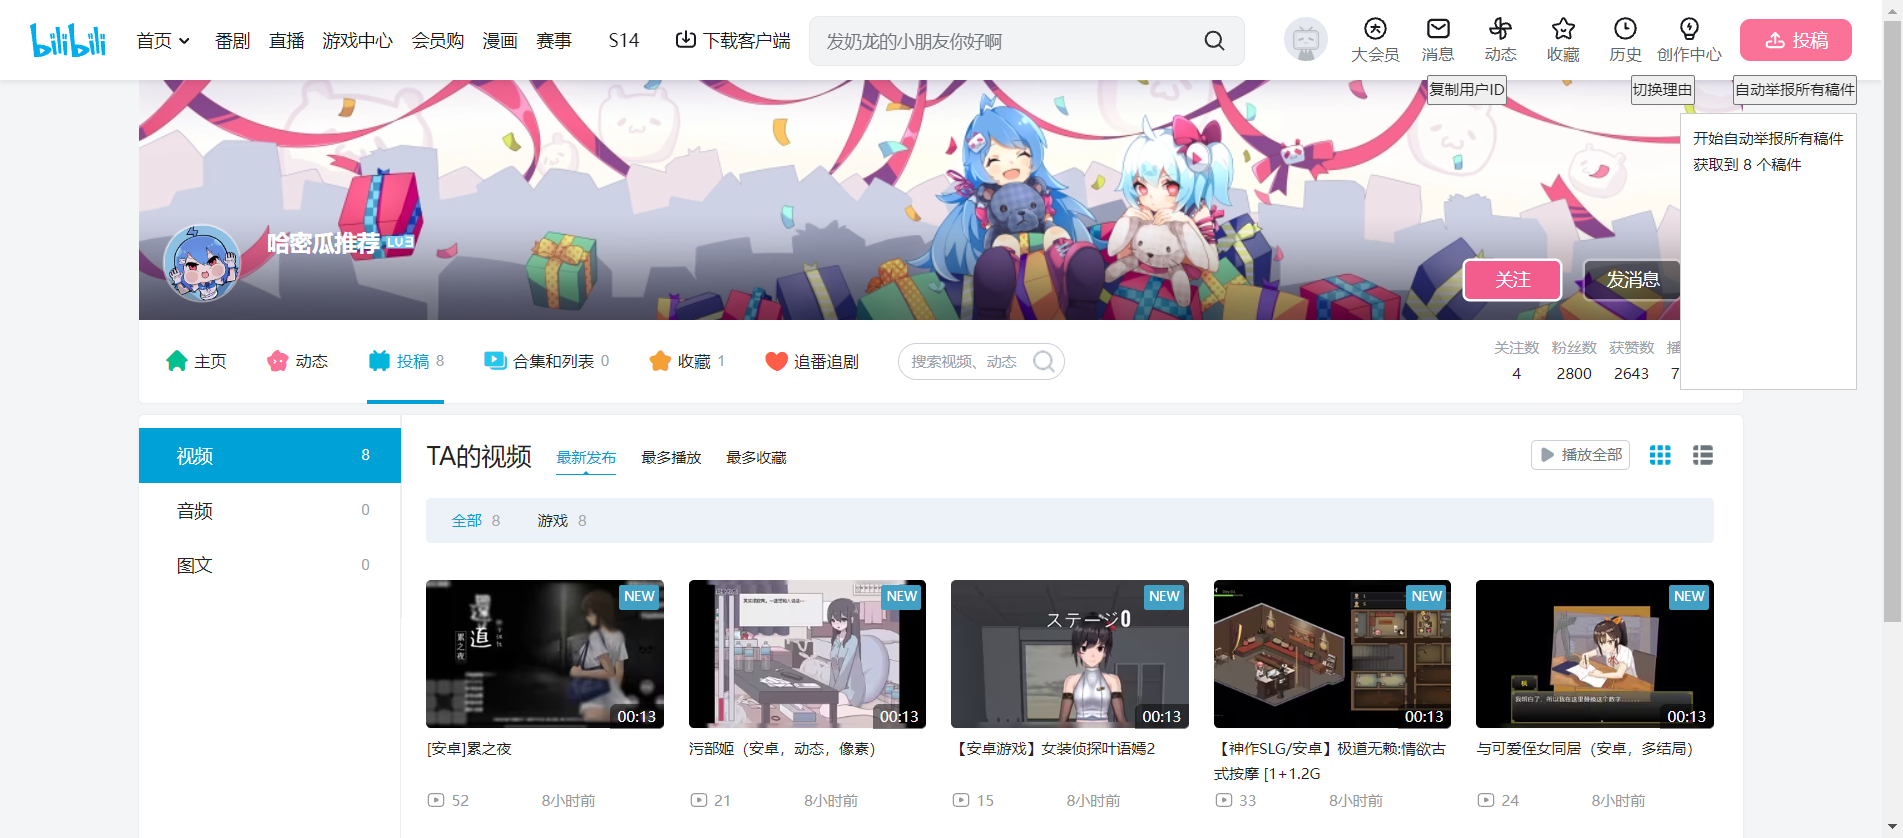 bilibili
首页
番剧
直播
游戏中心
会员购
漫画
赛事
S14
下载客户端
发奶龙的小朋友你好啊
大会员
消息
动态
收藏
历史
创作中心
投稿
复制用户ID
切换理由
自动举报所有稿件
开始自动举报所有稿件
获取到 8 个稿件
哈密瓜推荐 LV3
关注
发消息
主页
动态
投稿 8
合集和列表 0
收藏 1
追番追剧
搜索视频、动态
关注数 粉丝数 获赞数 播
4 2800 2643 7
视频 8
音频 0
图文 0
TA的视频
最新发布
最多播放
最多收藏
播放全部
全部 8
游戏 8
道
累之夜
NEW
00:13
NEW
00:13
ステージ0
NEW
00:13
NEW
00:13
NEW
00:13
[安卓]累之夜
污部姬（安卓，动态，像素）
【安卓游戏】女装侦探叶语嫣2
【神作SLG/安卓】极道无赖:情欲古
式按摩 [1+1.2G
与可爱侄女同居（安卓，多结局）
52 8小时前
21 8小时前
15 8小时前
33 8小时前
24 8小时前